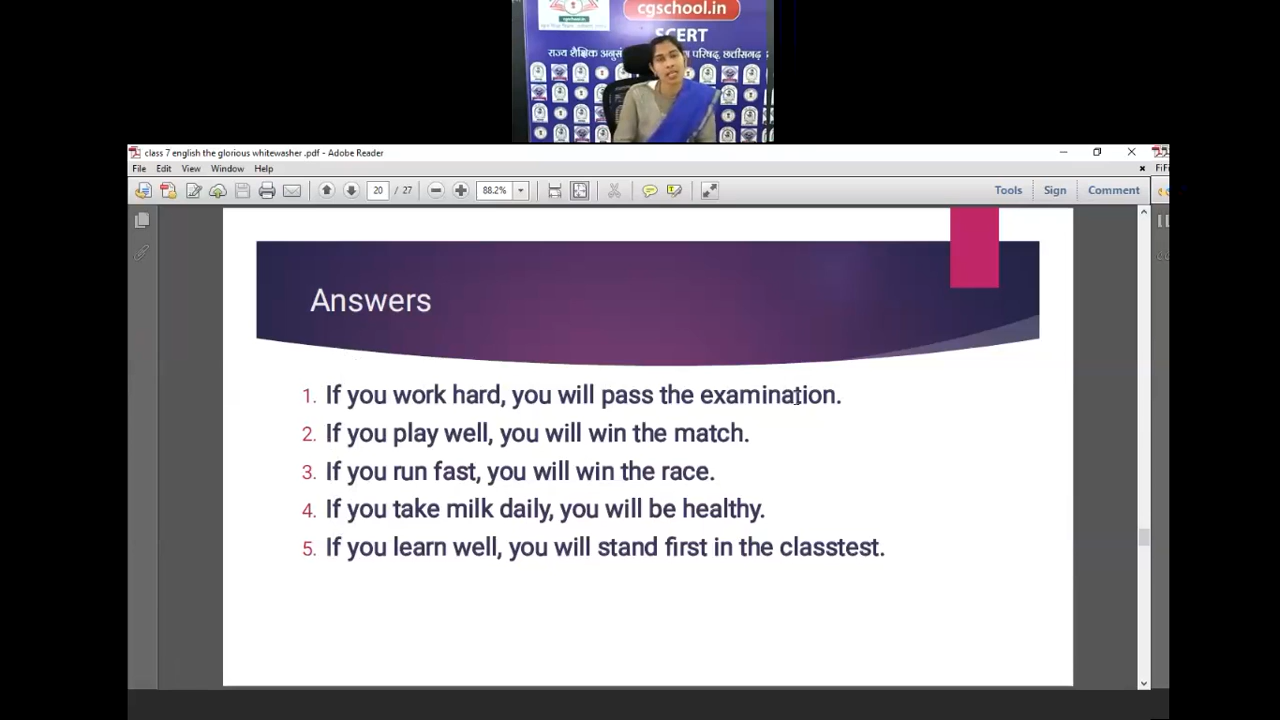 cgschool.in
SCERT
राज्य शैक्षिक अनुसं
परिषद, छत्तीसगढ़
class 7 english the glorious whitewasher .pdf - Adobe Reader
File Edit View Window Help
20 / 27
88.2%
Tools Sign Comment
Answers
1. If you work hard, you will pass the examination.
2. If you play well, you will win the match.
3. If you run fast, you will win the race.
4. If you take milk daily, you will be healthy.
5. If you learn well, you will stand first in the classtest.